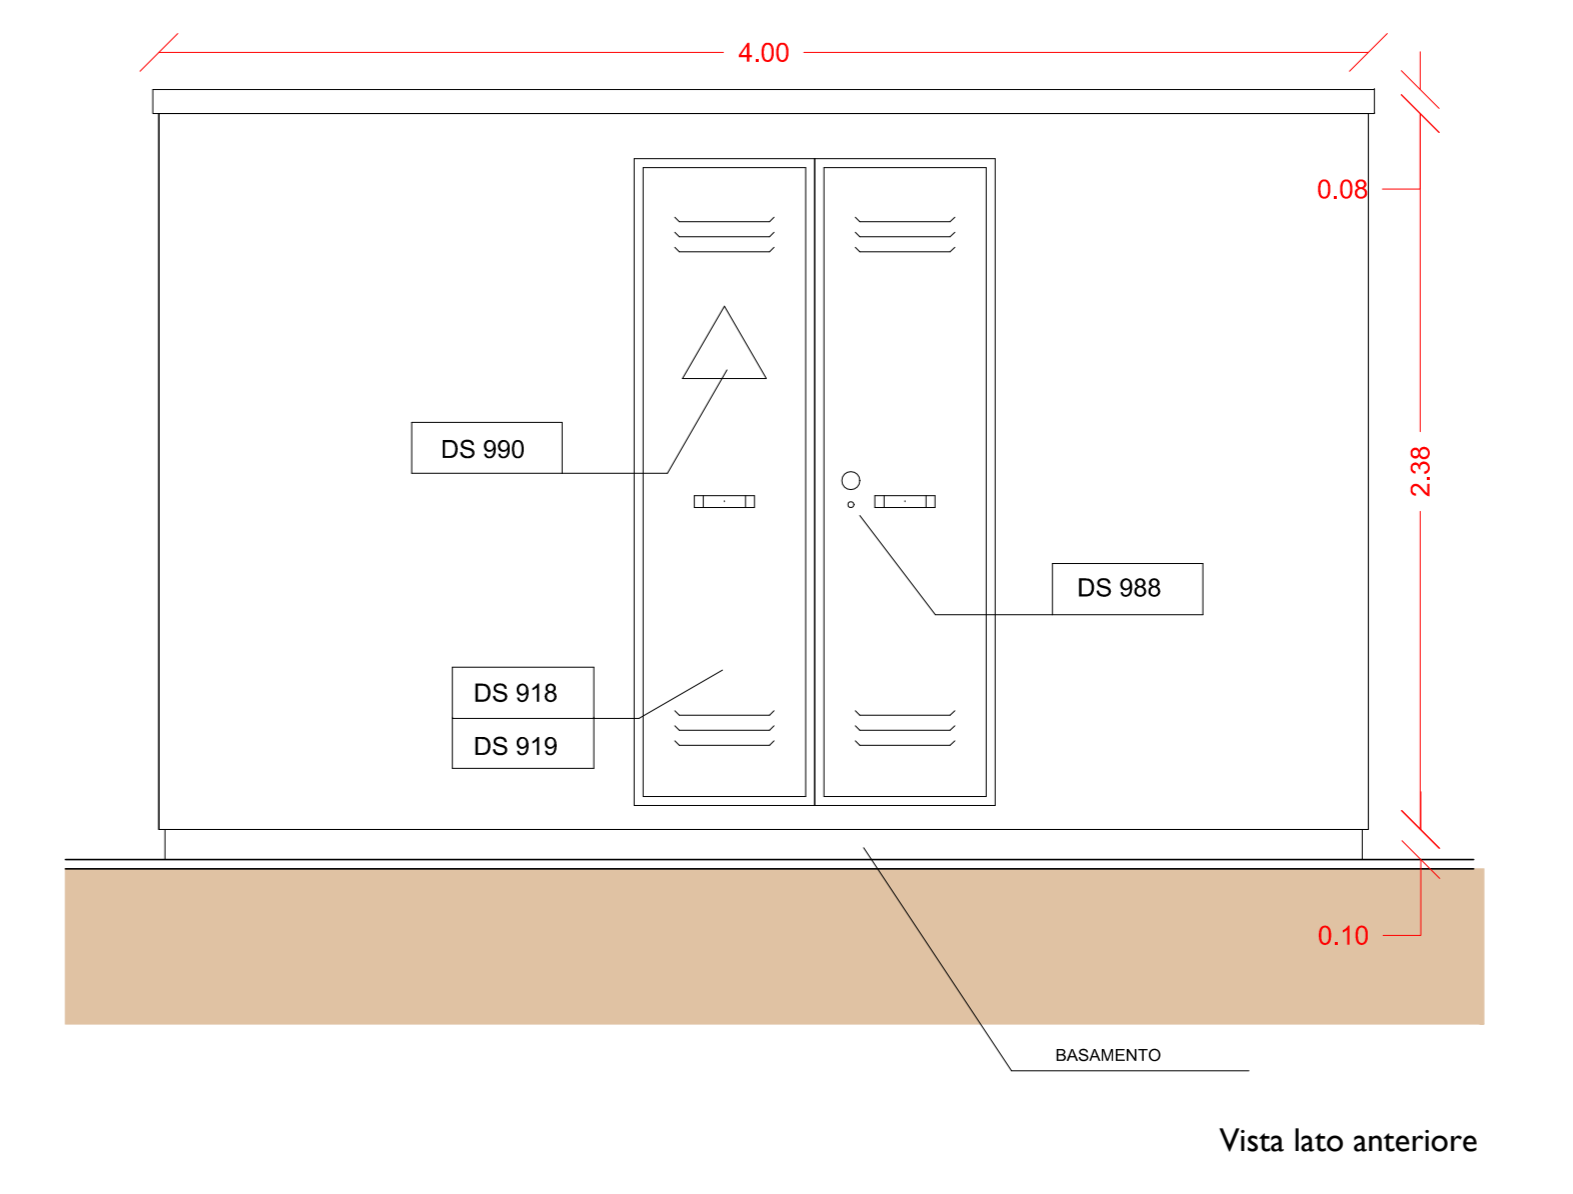 4.00
0.08
DS 990
2.38
DS 988
DS 918
DS 919
0.10
BASAMENTO
Vista lato anteriore